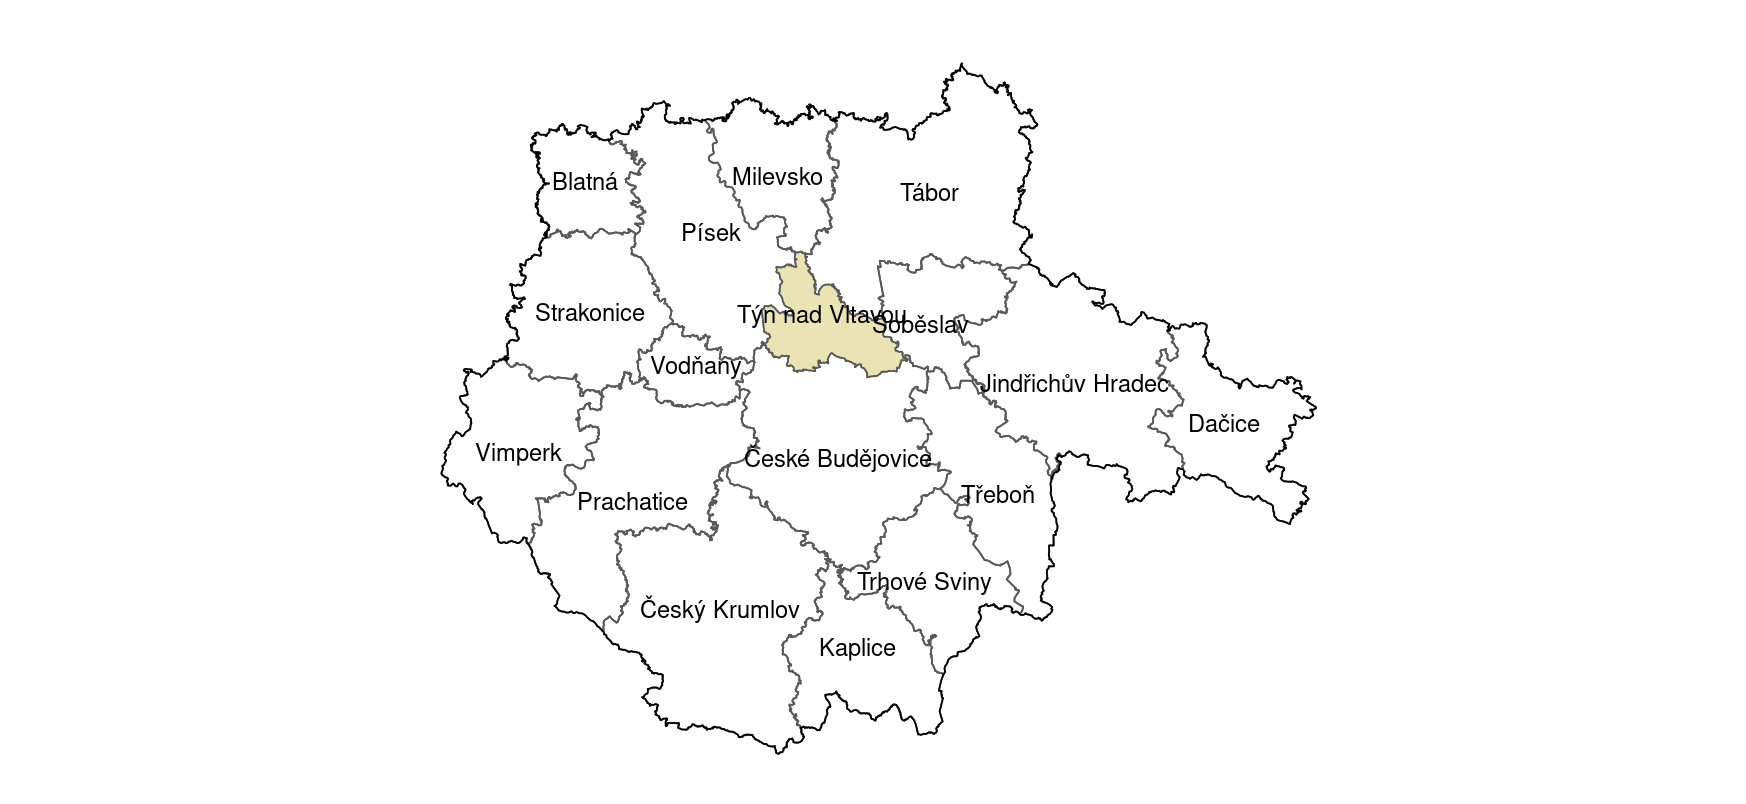 Milevsko
Blatná
Tábor
Písek
Strakonice
Týn nad Vltavou
Soběslav
Vodňany
Jindřichův Hradec
Dačice
Vimperk
České Budějovice
Třeboň
Prachatice
Trhové Sviny
Český Krumlov
Kaplice